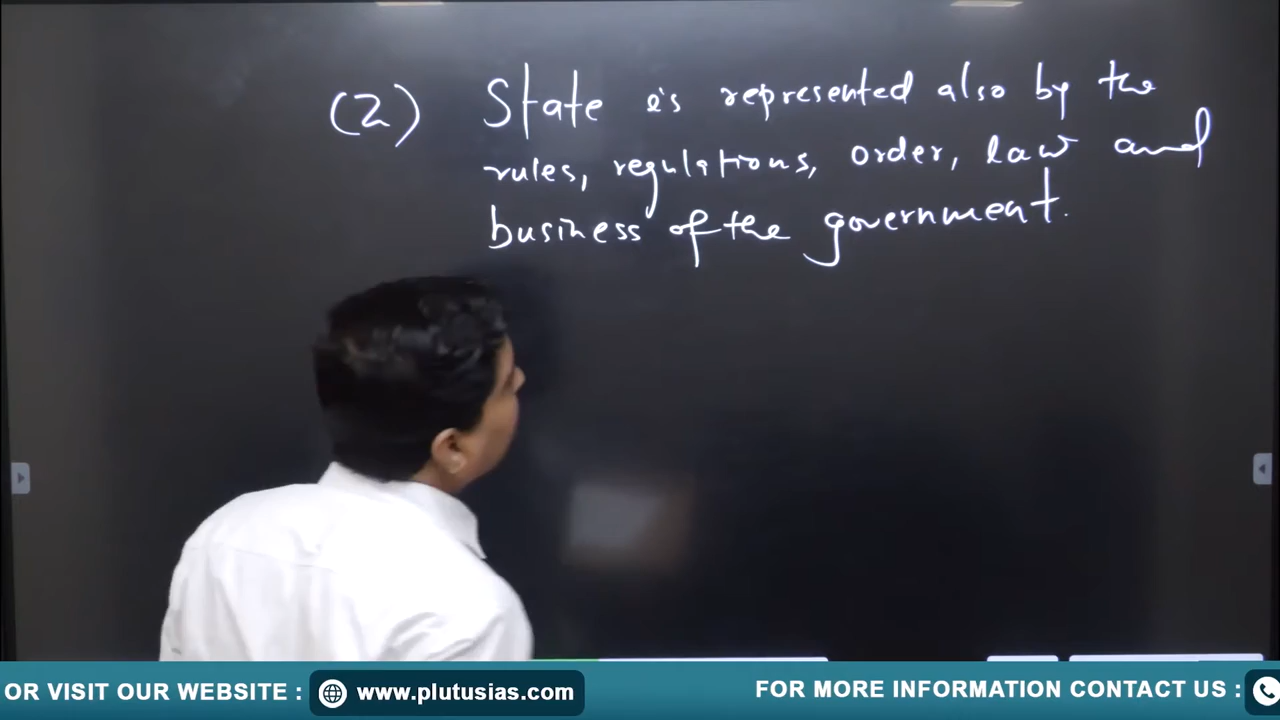 (2) State is represented also by the
rules, regulations, order, law and
business of the government.
OR VISIT OUR WEBSITE : www.plutusias.com
FOR MORE INFORMATION CONTACT US :